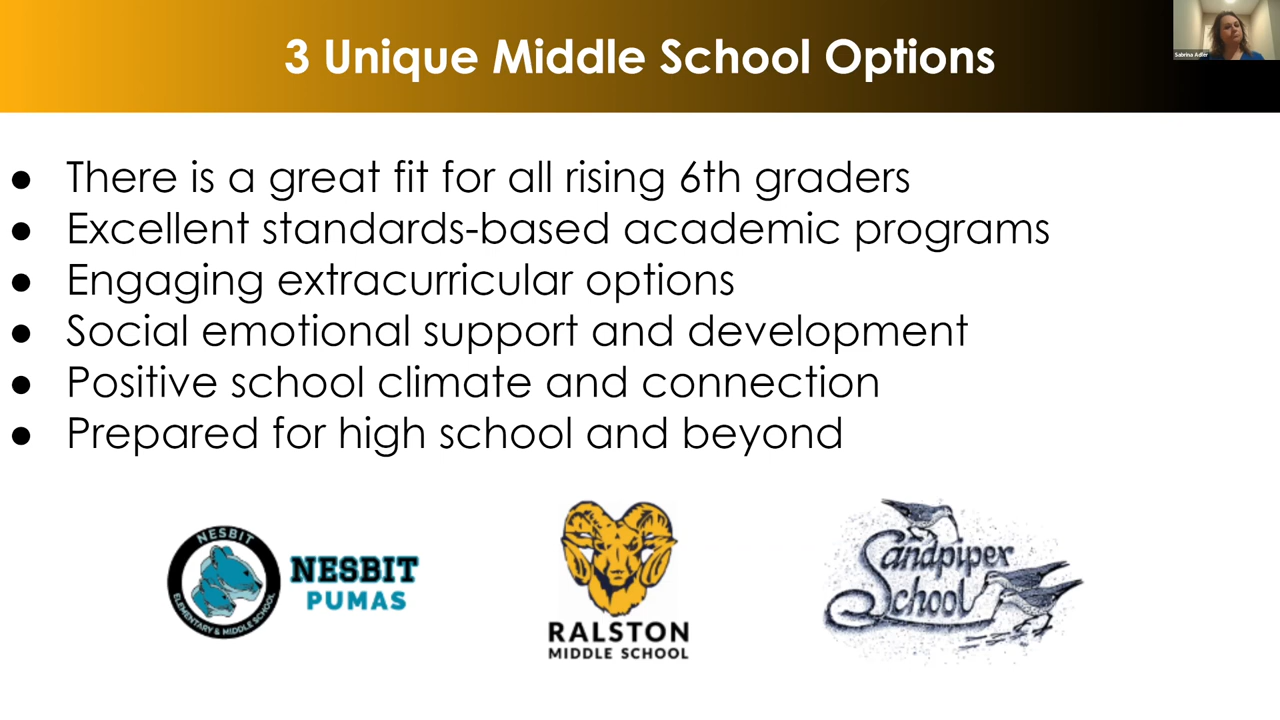 3 Unique Middle School Options
Sabrina Adler
● There is a great fit for all rising 6th graders
● Excellent standards-based academic programs
● Engaging extracurricular options
● Social emotional support and development
● Positive school climate and connection
● Prepared for high school and beyond
NESBIT
ELEMENTARY & MIDDLE SCHOOL
NESBIT
PUMAS
RALSTON
MIDDLE SCHOOL
Sandpiper
School